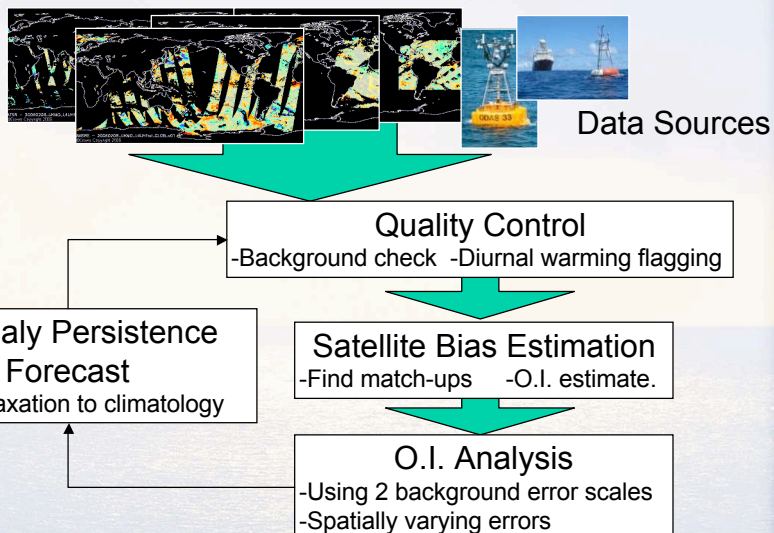 Data Sources
ODAS 33
Quality Control
-Background check -Diurnal warming flagging
aly Persistence
Forecast
axation to climatology
Satellite Bias Estimation
-Find match-ups -O.I. estimate.
O.I. Analysis
-Using 2 background error scales
-Spatially varying errors